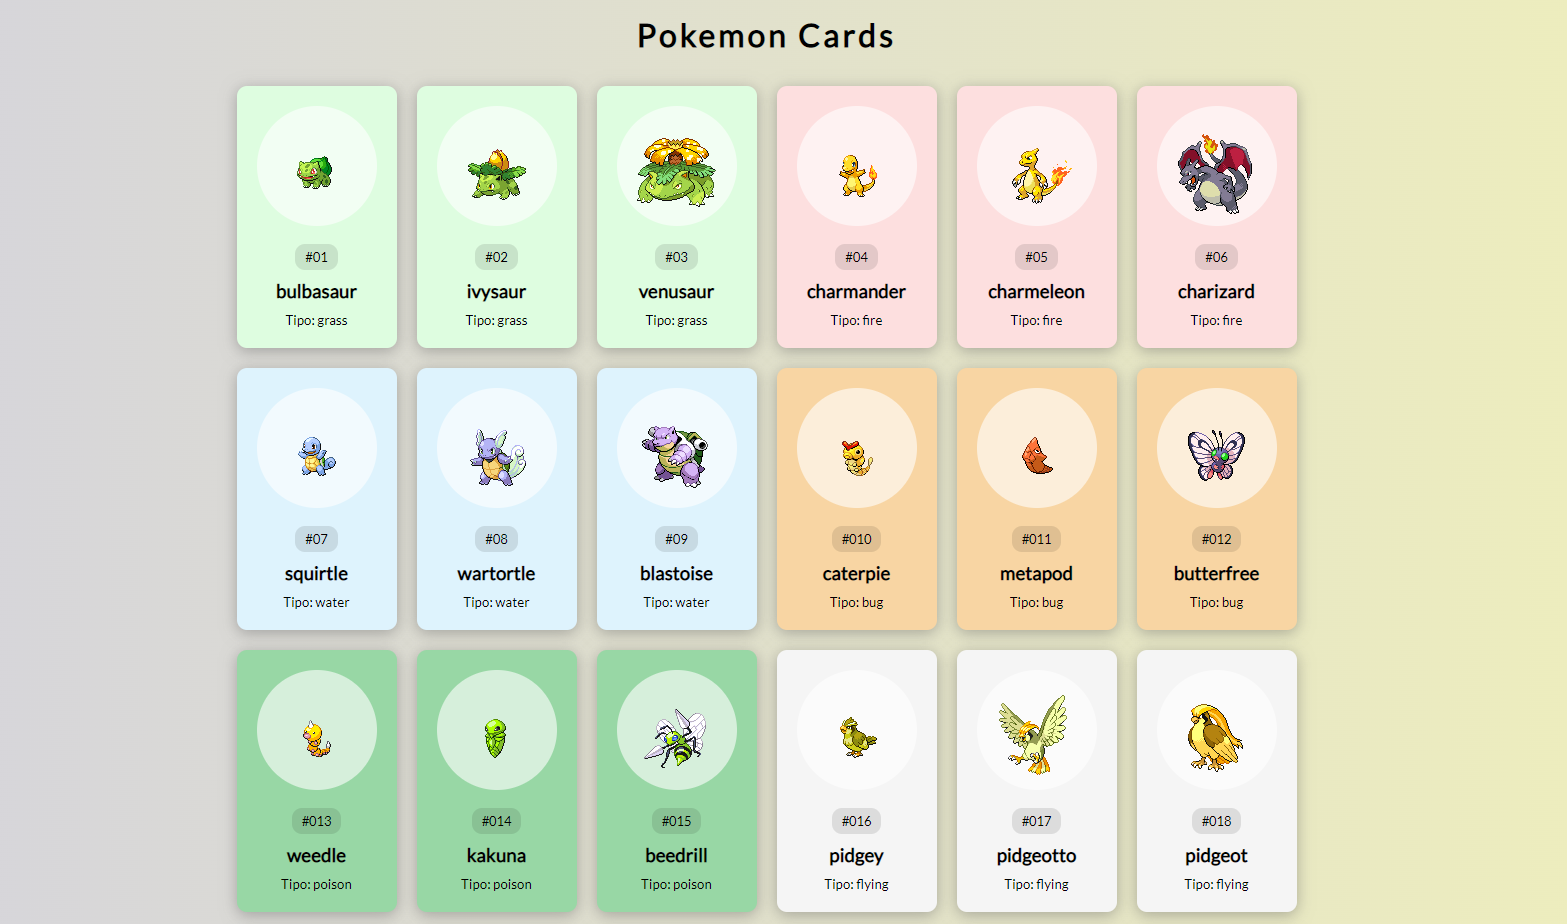 Pokemon Cards
#01
bulbasaur
Tipo: grass
#02
ivysaur
Tipo: grass
#03
venusaur
Tipo: grass
#04
charmander
Tipo: fire
#05
charmeleon
Tipo: fire
#06
charizard
Tipo: fire
#07
squirtle
Tipo: water
#08
wartortle
Tipo: water
#09
blastoise
Tipo: water
#010
caterpie
Tipo: bug
#011
metapod
Tipo: bug
#012
butterfree
Tipo: bug
#013
weedle
Tipo: poison
#014
kakuna
Tipo: poison
#015
beedrill
Tipo: poison
#016
pidgey
Tipo: flying
#017
pidgeotto
Tipo: flying
#018
pidgeot
Tipo: flying